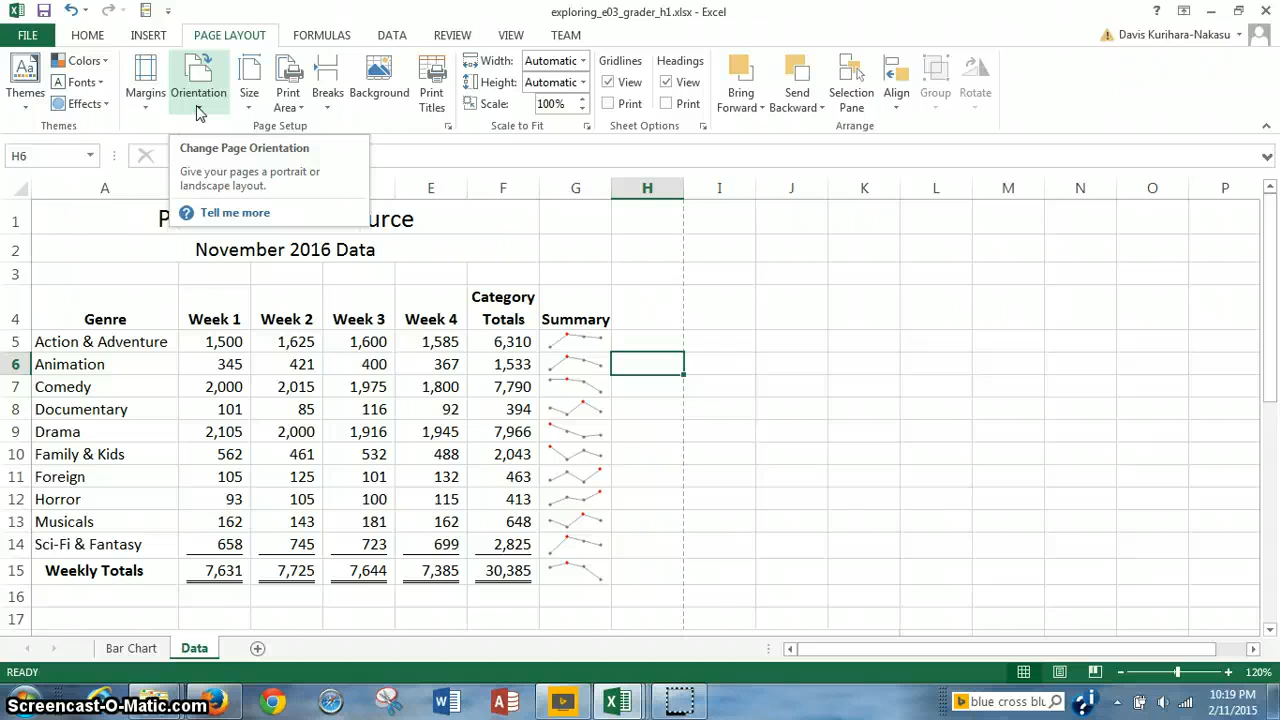 exploring_e03_grader_h1.xlsx - Excel
FILE HOME INSERT PAGE LAYOUT FORMULAS DATA REVIEW VIEW TEAM Davis Kurihara-Nakasu
Themes Colors Fonts Effects
Margins Orientation Size Print Area Breaks Background Print Titles
Width: Automatic
Height: Automatic
Scale: 100%
Gridlines Headings
View View
Print Print
Bring Forward Send Backward Selection Pane Align Group Rotate
Themes Page Setup Scale to Fit Sheet Options Arrange
H6
Change Page Orientation
Give your pages a portrait or
landscape layout.
? Tell me more
A E F G H I J K L M N O P
1 P urce
2 November 2016 Data
3
4 Genre Week 1 Week 2 Week 3 Week 4 Category Totals Summary
5 Action & Adventure 1,500 1,625 1,600 1,585 6,310
6 Animation 345 421 400 367 1,533
7 Comedy 2,000 2,015 1,975 1,800 7,790
8 Documentary 101 85 116 92 394
9 Drama 2,105 2,000 1,916 1,945 7,966
10 Family & Kids 562 461 532 488 2,043
11 Foreign 105 125 101 132 463
12 Horror 93 105 100 115 413
13 Musicals 162 143 181 162 648
14 Sci-Fi & Fantasy 658 745 723 699 2,825
15 Weekly Totals 7,631 7,725 7,644 7,385 30,385
16
17
Bar Chart Data
READY 120%
Screencast-O-Matic.com
blue cross blu
10:19 PM
2/11/2015